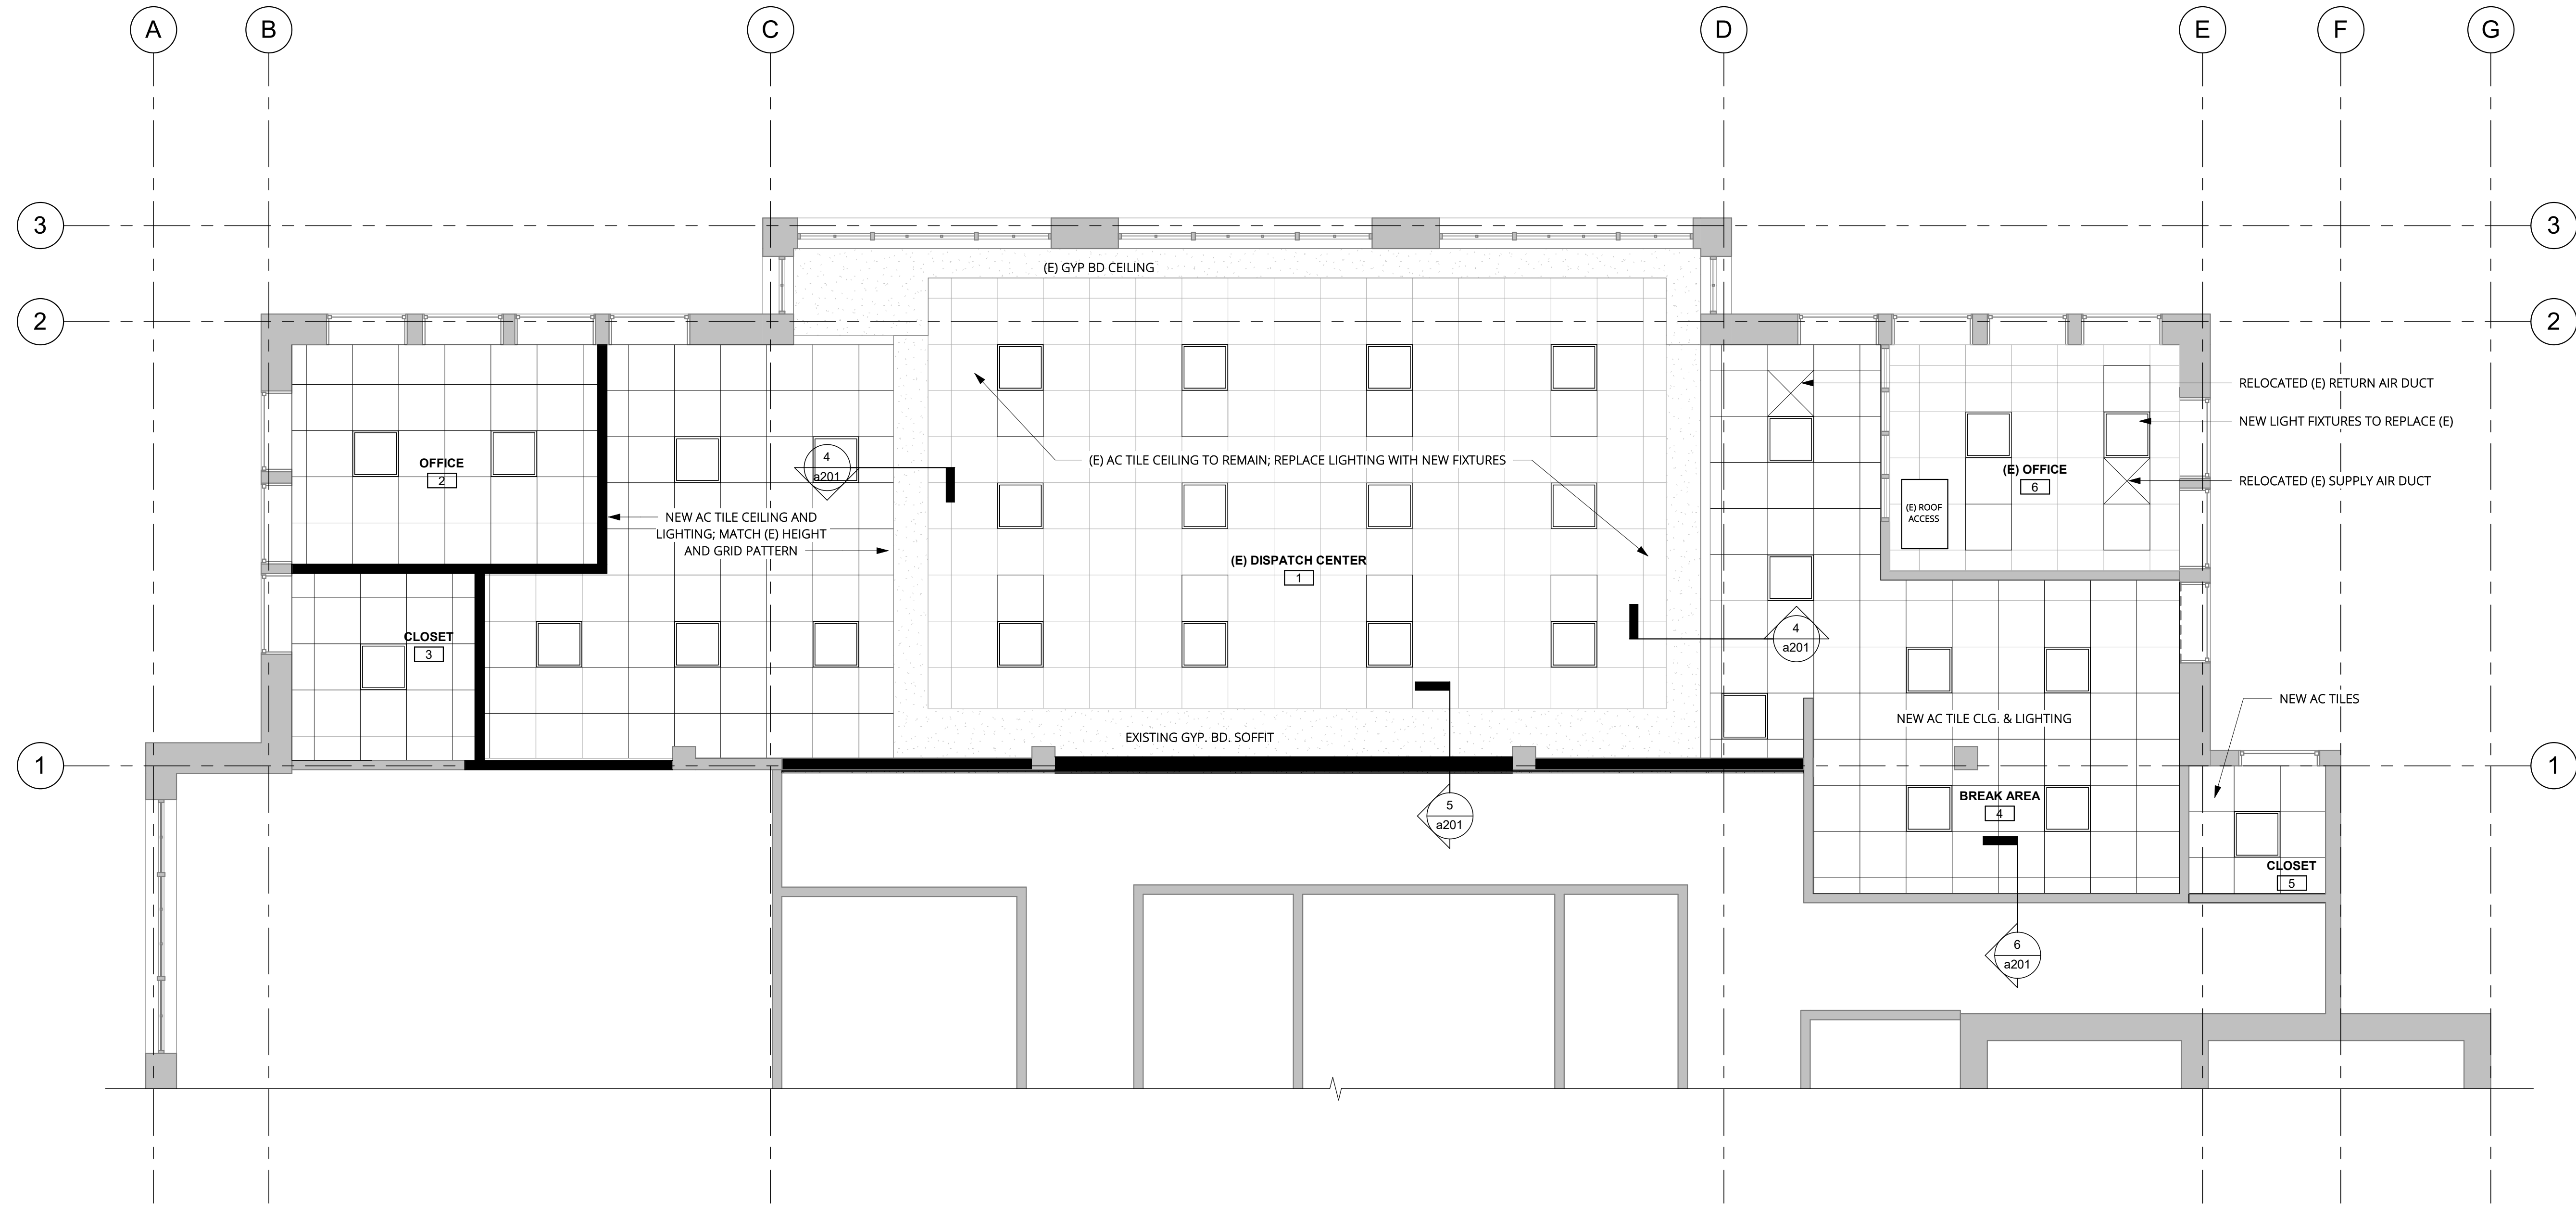 A
B
C
D
E
F
G
3
3
2
2
1
1
(E) GYP BD CEILING
(E) AC TILE CEILING TO REMAIN; REPLACE LIGHTING WITH NEW FIXTURES
OFFICE
2
4
a201
NEW AC TILE CEILING AND
LIGHTING; MATCH (E) HEIGHT
AND GRID PATTERN
CLOSET
3
(E) DISPATCH CENTER
1
4
a201
EXISTING GYP. BD. SOFFIT
5
a201
RELOCATED (E) RETURN AIR DUCT
NEW LIGHT FIXTURES TO REPLACE (E)
RELOCATED (E) SUPPLY AIR DUCT
(E) OFFICE
6
(E) ROOF
ACCESS
NEW AC TILES
NEW AC TILE CLG. & LIGHTING
BREAK AREA
4
CLOSET
5
6
a201